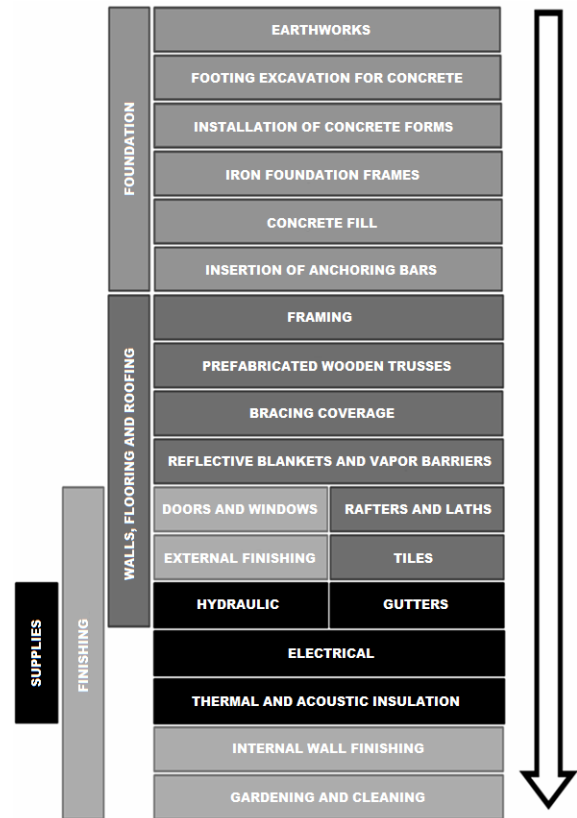 FOUNDATION
EARTHWORKS
FOOTING EXCAVATION FOR CONCRETE
INSTALLATION OF CONCRETE FORMS
IRON FOUNDATION FRAMES
CONCRETE FILL
INSERTION OF ANCHORING BARS
WALLS, FLOORING AND ROOFING
FRAMING
PREFABRICATED WOODEN TRUSSES
BRACING COVERAGE
REFLECTIVE BLANKETS AND VAPOR BARRIERS
FINISHING
DOORS AND WINDOWS
RAFTERS AND LATHS
EXTERNAL FINISHING
TILES
SUPPLIES
HYDRAULIC
GUTTERS
ELECTRICAL
THERMAL AND ACOUSTIC INSULATION
INTERNAL WALL FINISHING
GARDENING AND CLEANING